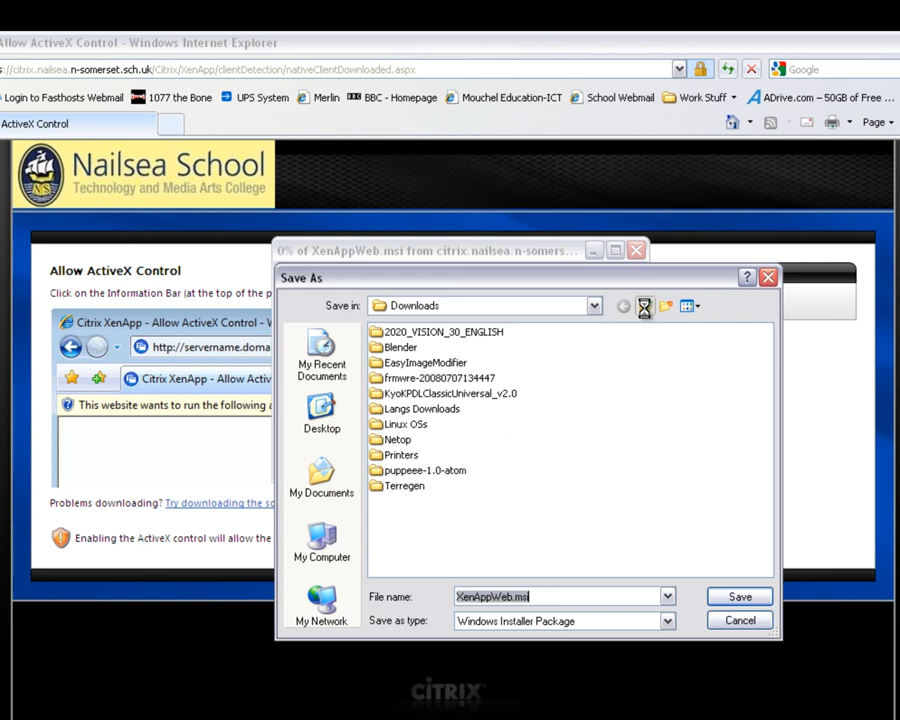 Allow ActiveX Control - Windows Internet Explorer
s://citrix.nailsea.n-somerset.sch.uk/Citrix/XenApp/clientDetection/nativeClientDownloaded.aspx
Google
Login to Fasthosts Webmail 1077 the Bone UPS System Merlin BBC - Homepage Mouchel Education-ICT School Webmail Work Stuff ADrive.com – 50GB of Free ...
ActiveX Control
Page
Nailsea School
Technology and Media Arts College
Allow ActiveX Control
Click on the Information Bar (at the top of the p
Citrix XenApp - Allow ActiveX Control - W
http://servername.doma
Citrix XenApp - Allow Activ
This website wants to run the following a
Problems downloading? Try downloading the so
Enabling the ActiveX control will allow the
0% of XenAppWeb.msi from citrix.nailsea.n-somers...
Save As
Save in: Downloads
My Recent Documents
Desktop
My Documents
My Computer
My Network
2020_VISION_30_ENGLISH
Blender
EasyImageModifier
frmwre-20080707134447
KyoKPDLClassicUniversal_v2.0
Langs Downloads
Linux OSs
Netop
Printers
puppeee-1.0-atom
Terregen
File name: XenAppWeb.msi Save
Save as type: Windows Installer Package Cancel
CITRIX